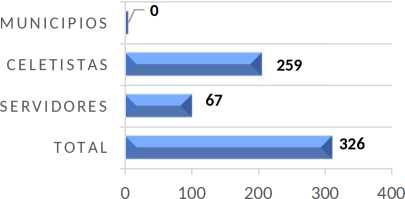 MUNICIPIOS 0
CELETISTAS 259
SERVIDORES 67
TOTAL 326
0 100 200 300 400